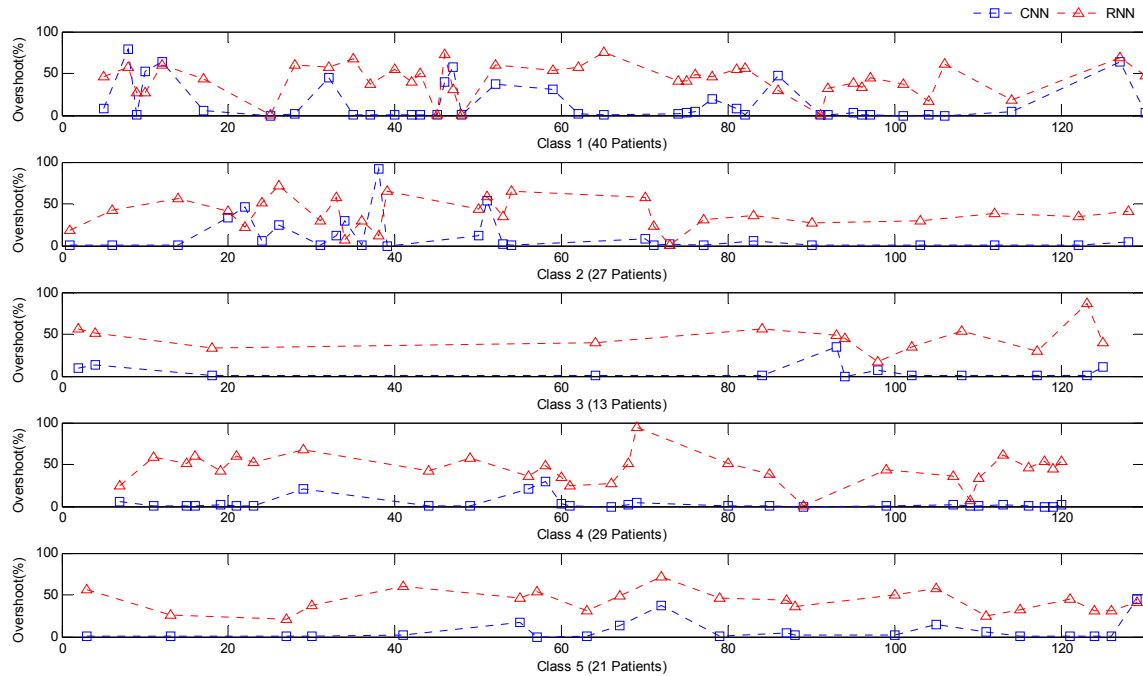 CNN RNN
100
50
0
Overshoot(%)
0 20 40 60 80 100 120
Class 1 (40 Patients)
100
50
0
Overshoot(%)
0 20 40 60 80 100 120
Class 2 (27 Patients)
100
50
0
Overshoot(%)
0 20 40 60 80 100 120
Class 3 (13 Patients)
100
50
0
Overshoot(%)
0 20 40 60 80 100 120
Class 4 (29 Patients)
100
50
0
Overshoot(%)
0 20 40 60 80 100 120
Class 5 (21 Patients)